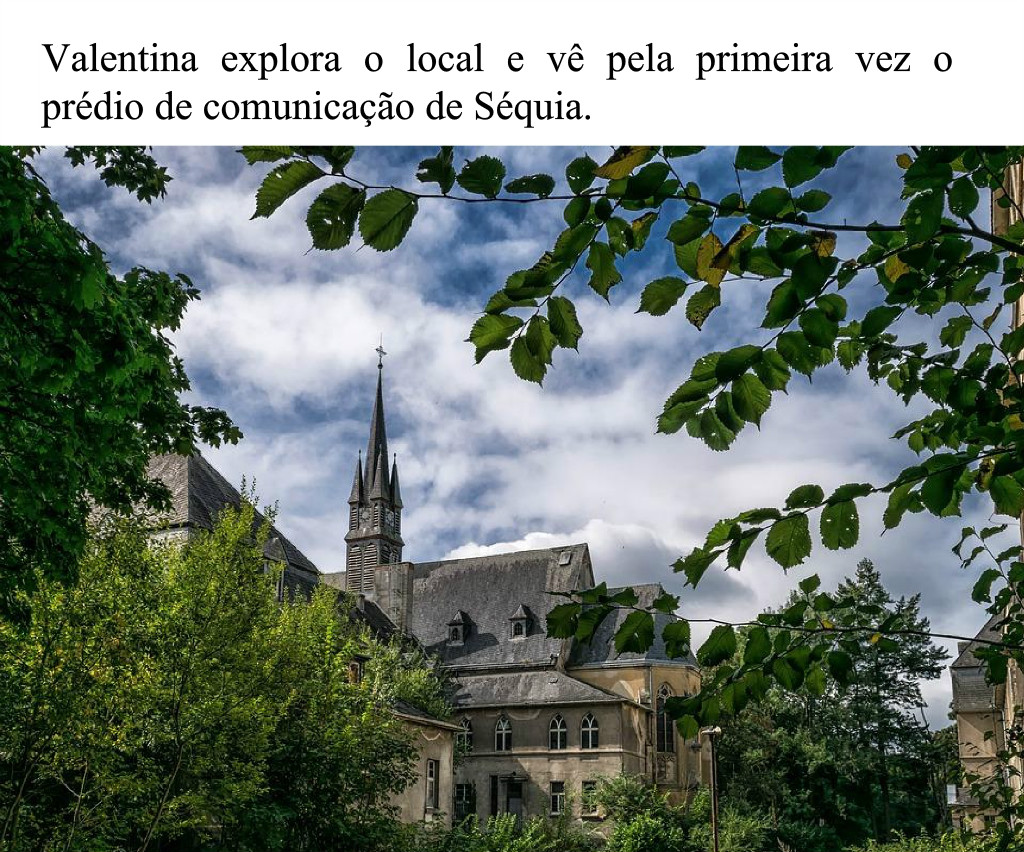 Valentina explora o local e vê pela primeira vez o
prédio de comunicação de Séquia.